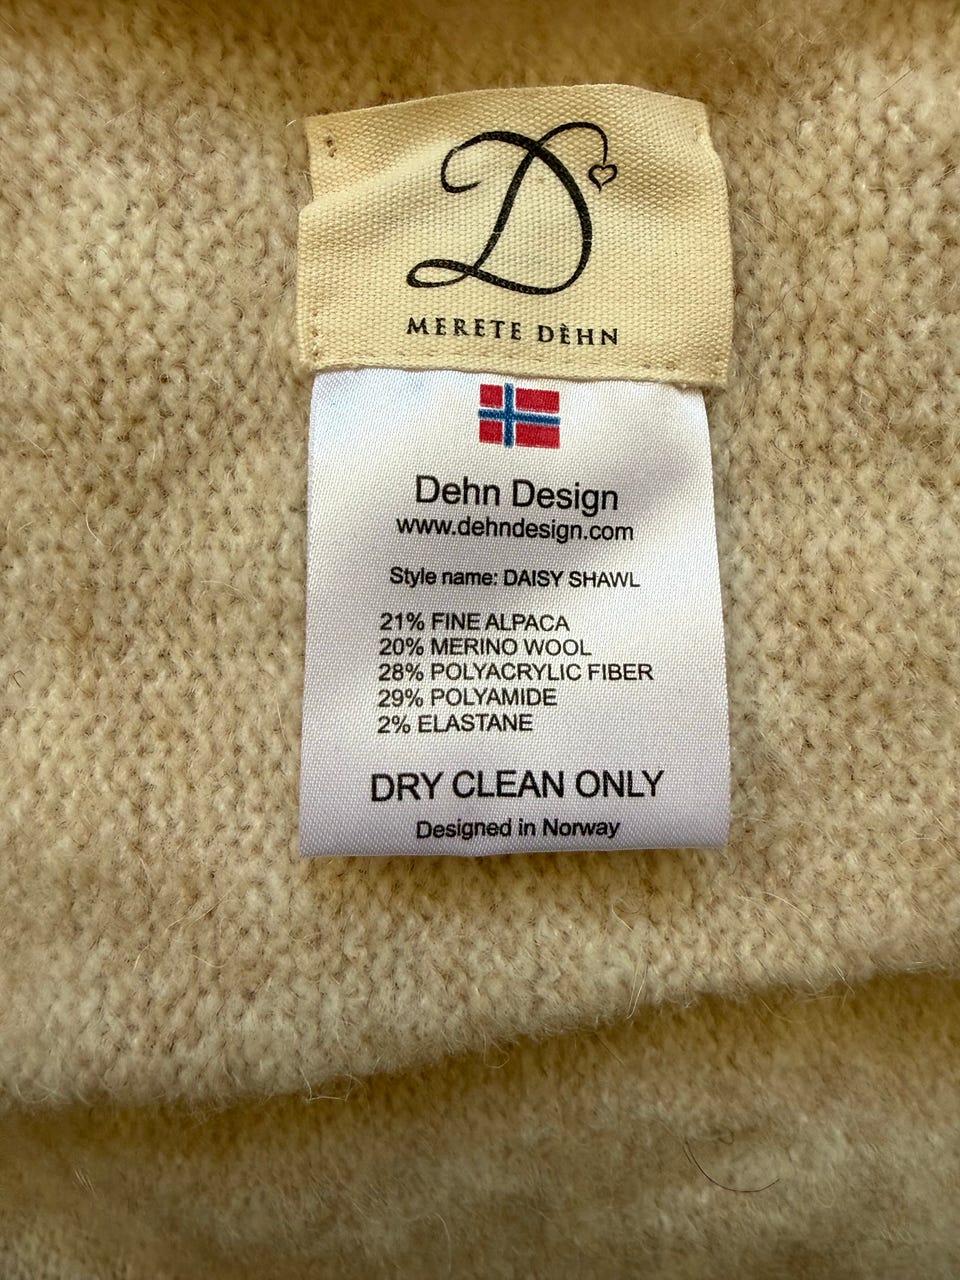 D
MERETE DÈHN
Dehn Design
www.dehndesign.com
Style name: DAISY SHAWL
21% FINE ALPACA
20% MERINO WOOL
28% POLYACRYLIC FIBER
29% POLYAMIDE
2% ELASTANE
DRY CLEAN ONLY
Designed in Norway